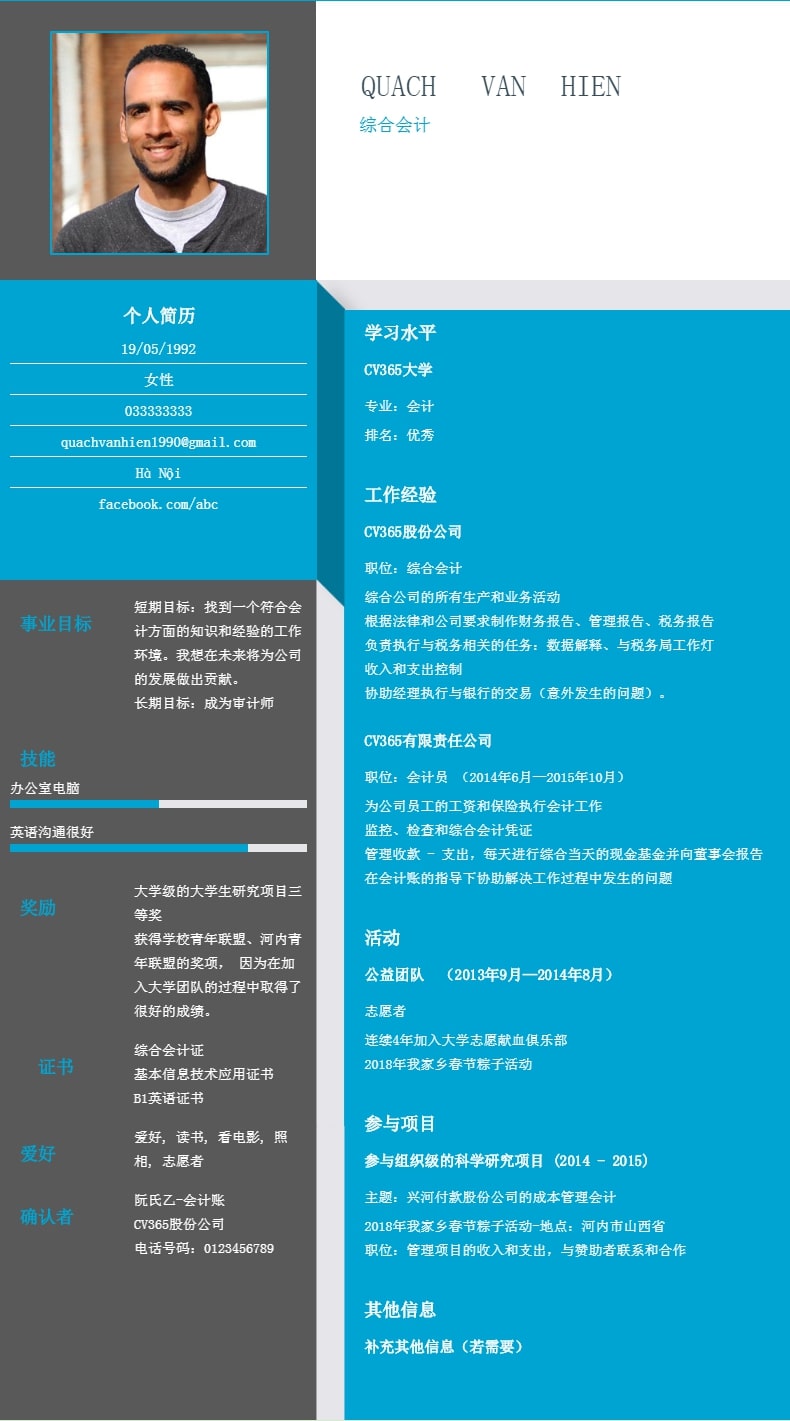 QUACH VAN HIEN
综合会计
个人简历
19/05/1992
女性
033333333
quachvanhien1990@gmail.com
Hà Nội
facebook.com/abc
事业目标
短期目标: 找到一个符合会
计方面的知识和经验的工作
环境。我想在未来将为公司
的发展做出贡献。
长期目标: 成为审计师
技能
办公室电脑
英语沟通很好
奖励
大学级的大学生研究项目三
等奖
获得学校青年联盟、河内青
年联盟的奖项, 因为在加
入大学团队的过程中取得了
很好的成绩。
证书
综合会计证
基本信息技术应用证书
B1英语证书
爱好
爱好, 读书, 看电影, 照
相, 志愿者
确认者
阮氏乙-会计账
CV365股份公司
电话号码: 0123456789
学习水平
CV365大学
专业: 会计
排名: 优秀
工作经验
CV365股份公司
职位: 综合会计
综合公司的所有生产和业务活动
根据法律和公司要求制作财务报告、管理报告、税务报告
负责执行与税务相关的任务: 数据解释、与税务局工作灯
收入和支出控制
协助经理执行与银行的交易（意外发生的问题）。
CV365有限责任公司
职位: 会计员 （2014年6月—2015年10月）
为公司员工的工资和保险执行会计工作
监控、检查和综合会计凭证
管理收款 - 支出, 每天进行综合当天的现金基金并向董事会报告
在会计账的指导下协助解决工作过程中发生的问题
活动
公益团队 （2013年9月—2014年8月）
志愿者
连续4年加入大学志愿献血俱乐部
2018年我家乡春节粽子活动
参与项目
参与组织级的科学研究项目 (2014 - 2015)
主题: 兴河付款股份公司的成本管理会计
2018年我家乡春节粽子活动-地点: 河内市山西省
职位: 管理项目的收入和支出, 与赞助者联系和合作
其他信息
补充其他信息（若需要）